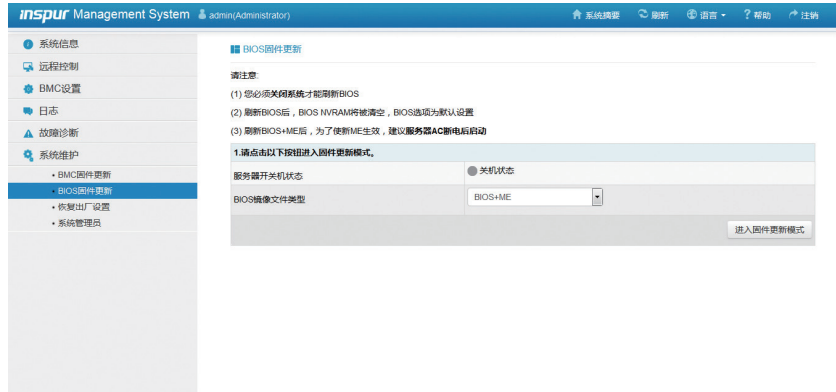 inspur Management System admin(Administrator) 系统摘要 刷新 语言 ? 帮助 注销
系统信息
远程控制
BMC设置
日志
故障诊断
系统维护
• BMC固件更新
• BIOS固件更新
• 恢复出厂设置
• 系统管理员
BIOS固件更新
请注意:
(1) 您必须关闭系统才能刷新BIOS
(2) 刷新BIOS后，BIOS NVRAM将被清空，BIOS选项为默认设置
(3) 刷新BIOS+ME后，为了使新ME生效，建议服务器AC断电后启动
1.请点击以下按钮进入固件更新模式。
服务器开关机状态 关机状态
BIOS镜像文件类型 BIOS+ME
进入固件更新模式